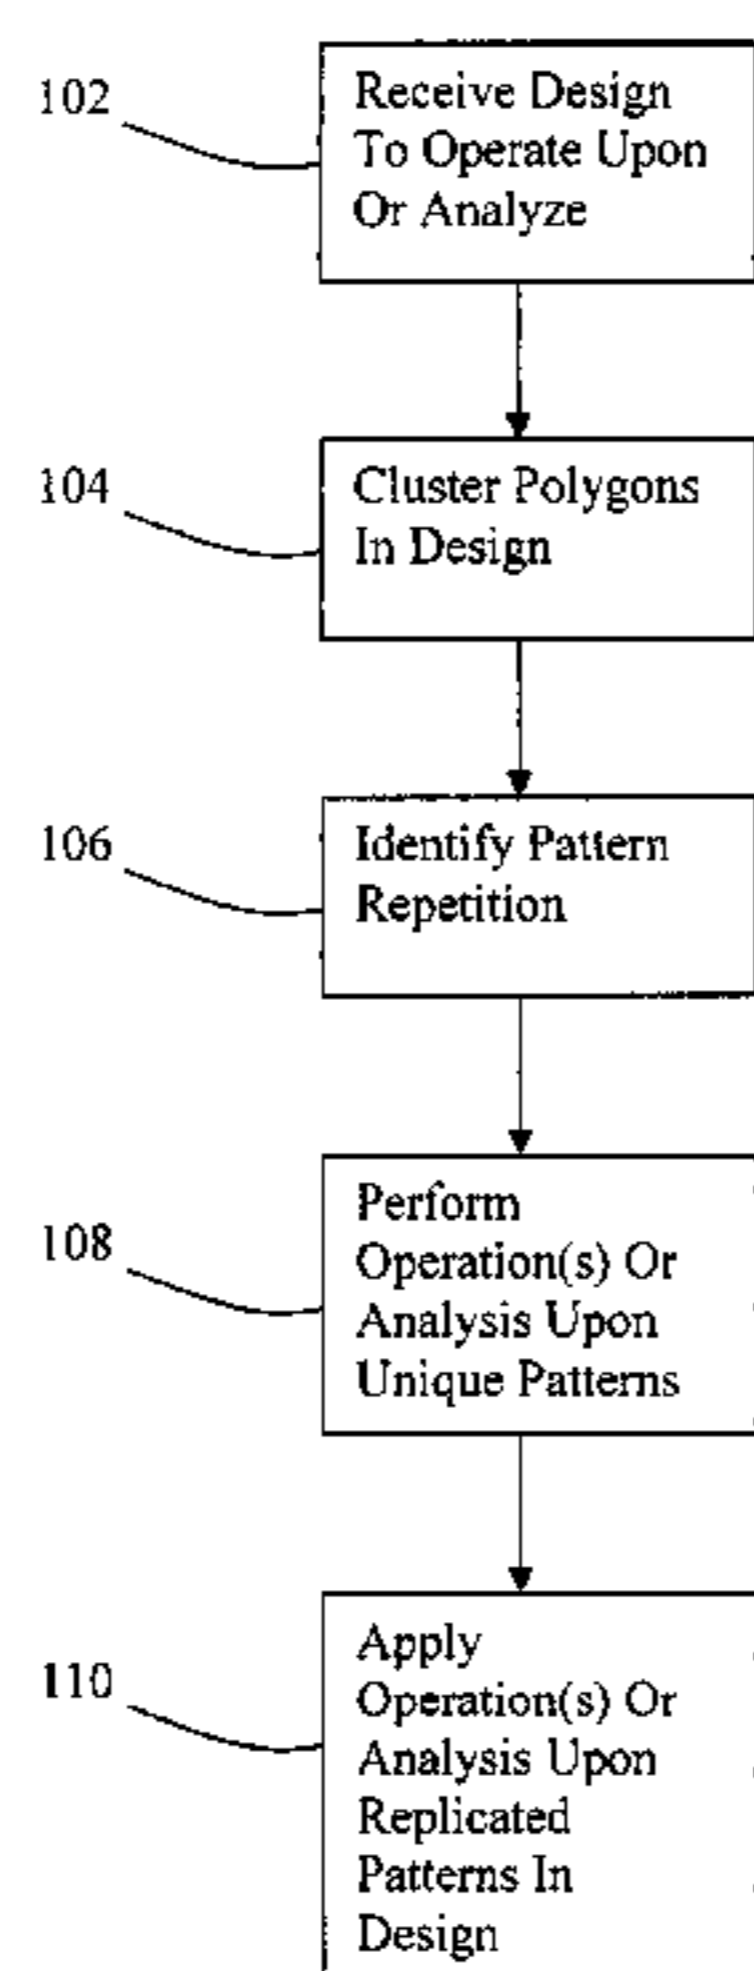 102
Receive Design
To Operate Upon
Or Analyze
104
Cluster Polygons
In Design
106
Identify Pattern
Repetition
108
Perform
Operation(s) Or
Analysis Upon
Unique Patterns
110
Apply
Operation(s) Or
Analysis Upon
Replicated
Patterns In
Design